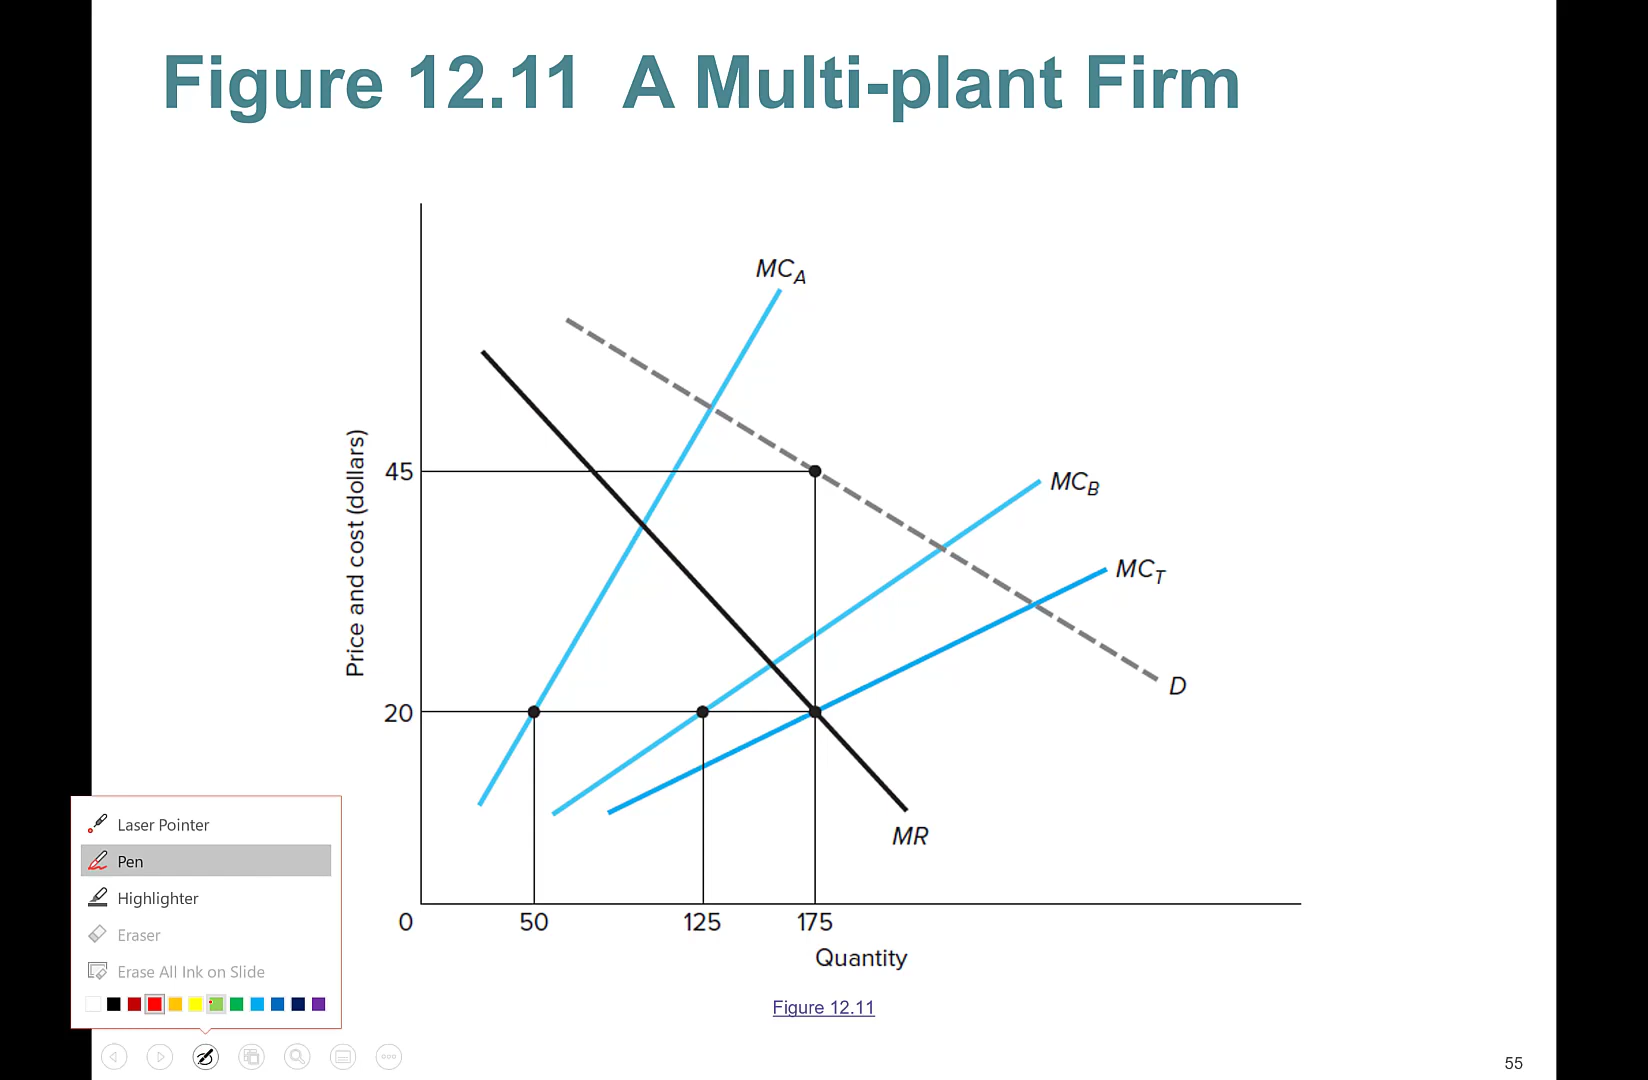 Figure 12.11 A Multi-plant Firm
MCA
Price and cost (dollars)
45
MCB
MCT
D
20
MR
0 50 125 175
Quantity
Figure 12.11
Laser Pointer
Pen
Highlighter
Eraser
Erase All Ink on Slide
55